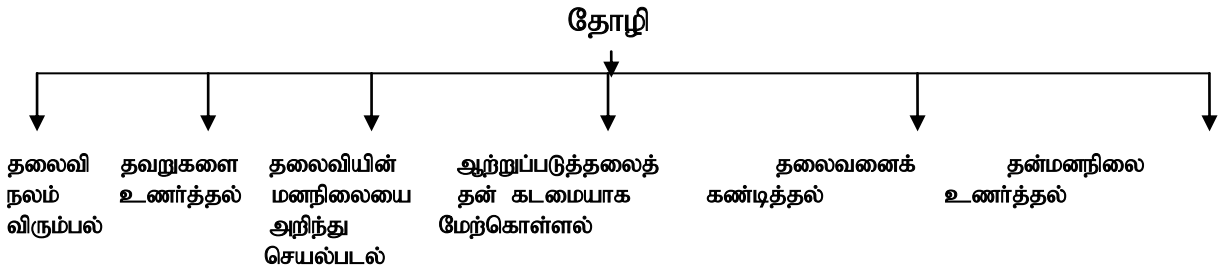 தோழி
தலைவி
நலம்
விரும்பல்
தவறுகளை
உணர்த்தல்
தலைவியின்
மனநிலையை
அறிந்து
செயல்படல்
ஆற்றுப்படுத்தலைத்
தன் கடமையாக
மேற்கொள்ளல்
தலைவனைக்
கண்டித்தல்
தன்மனநிலை
உணர்த்தல்